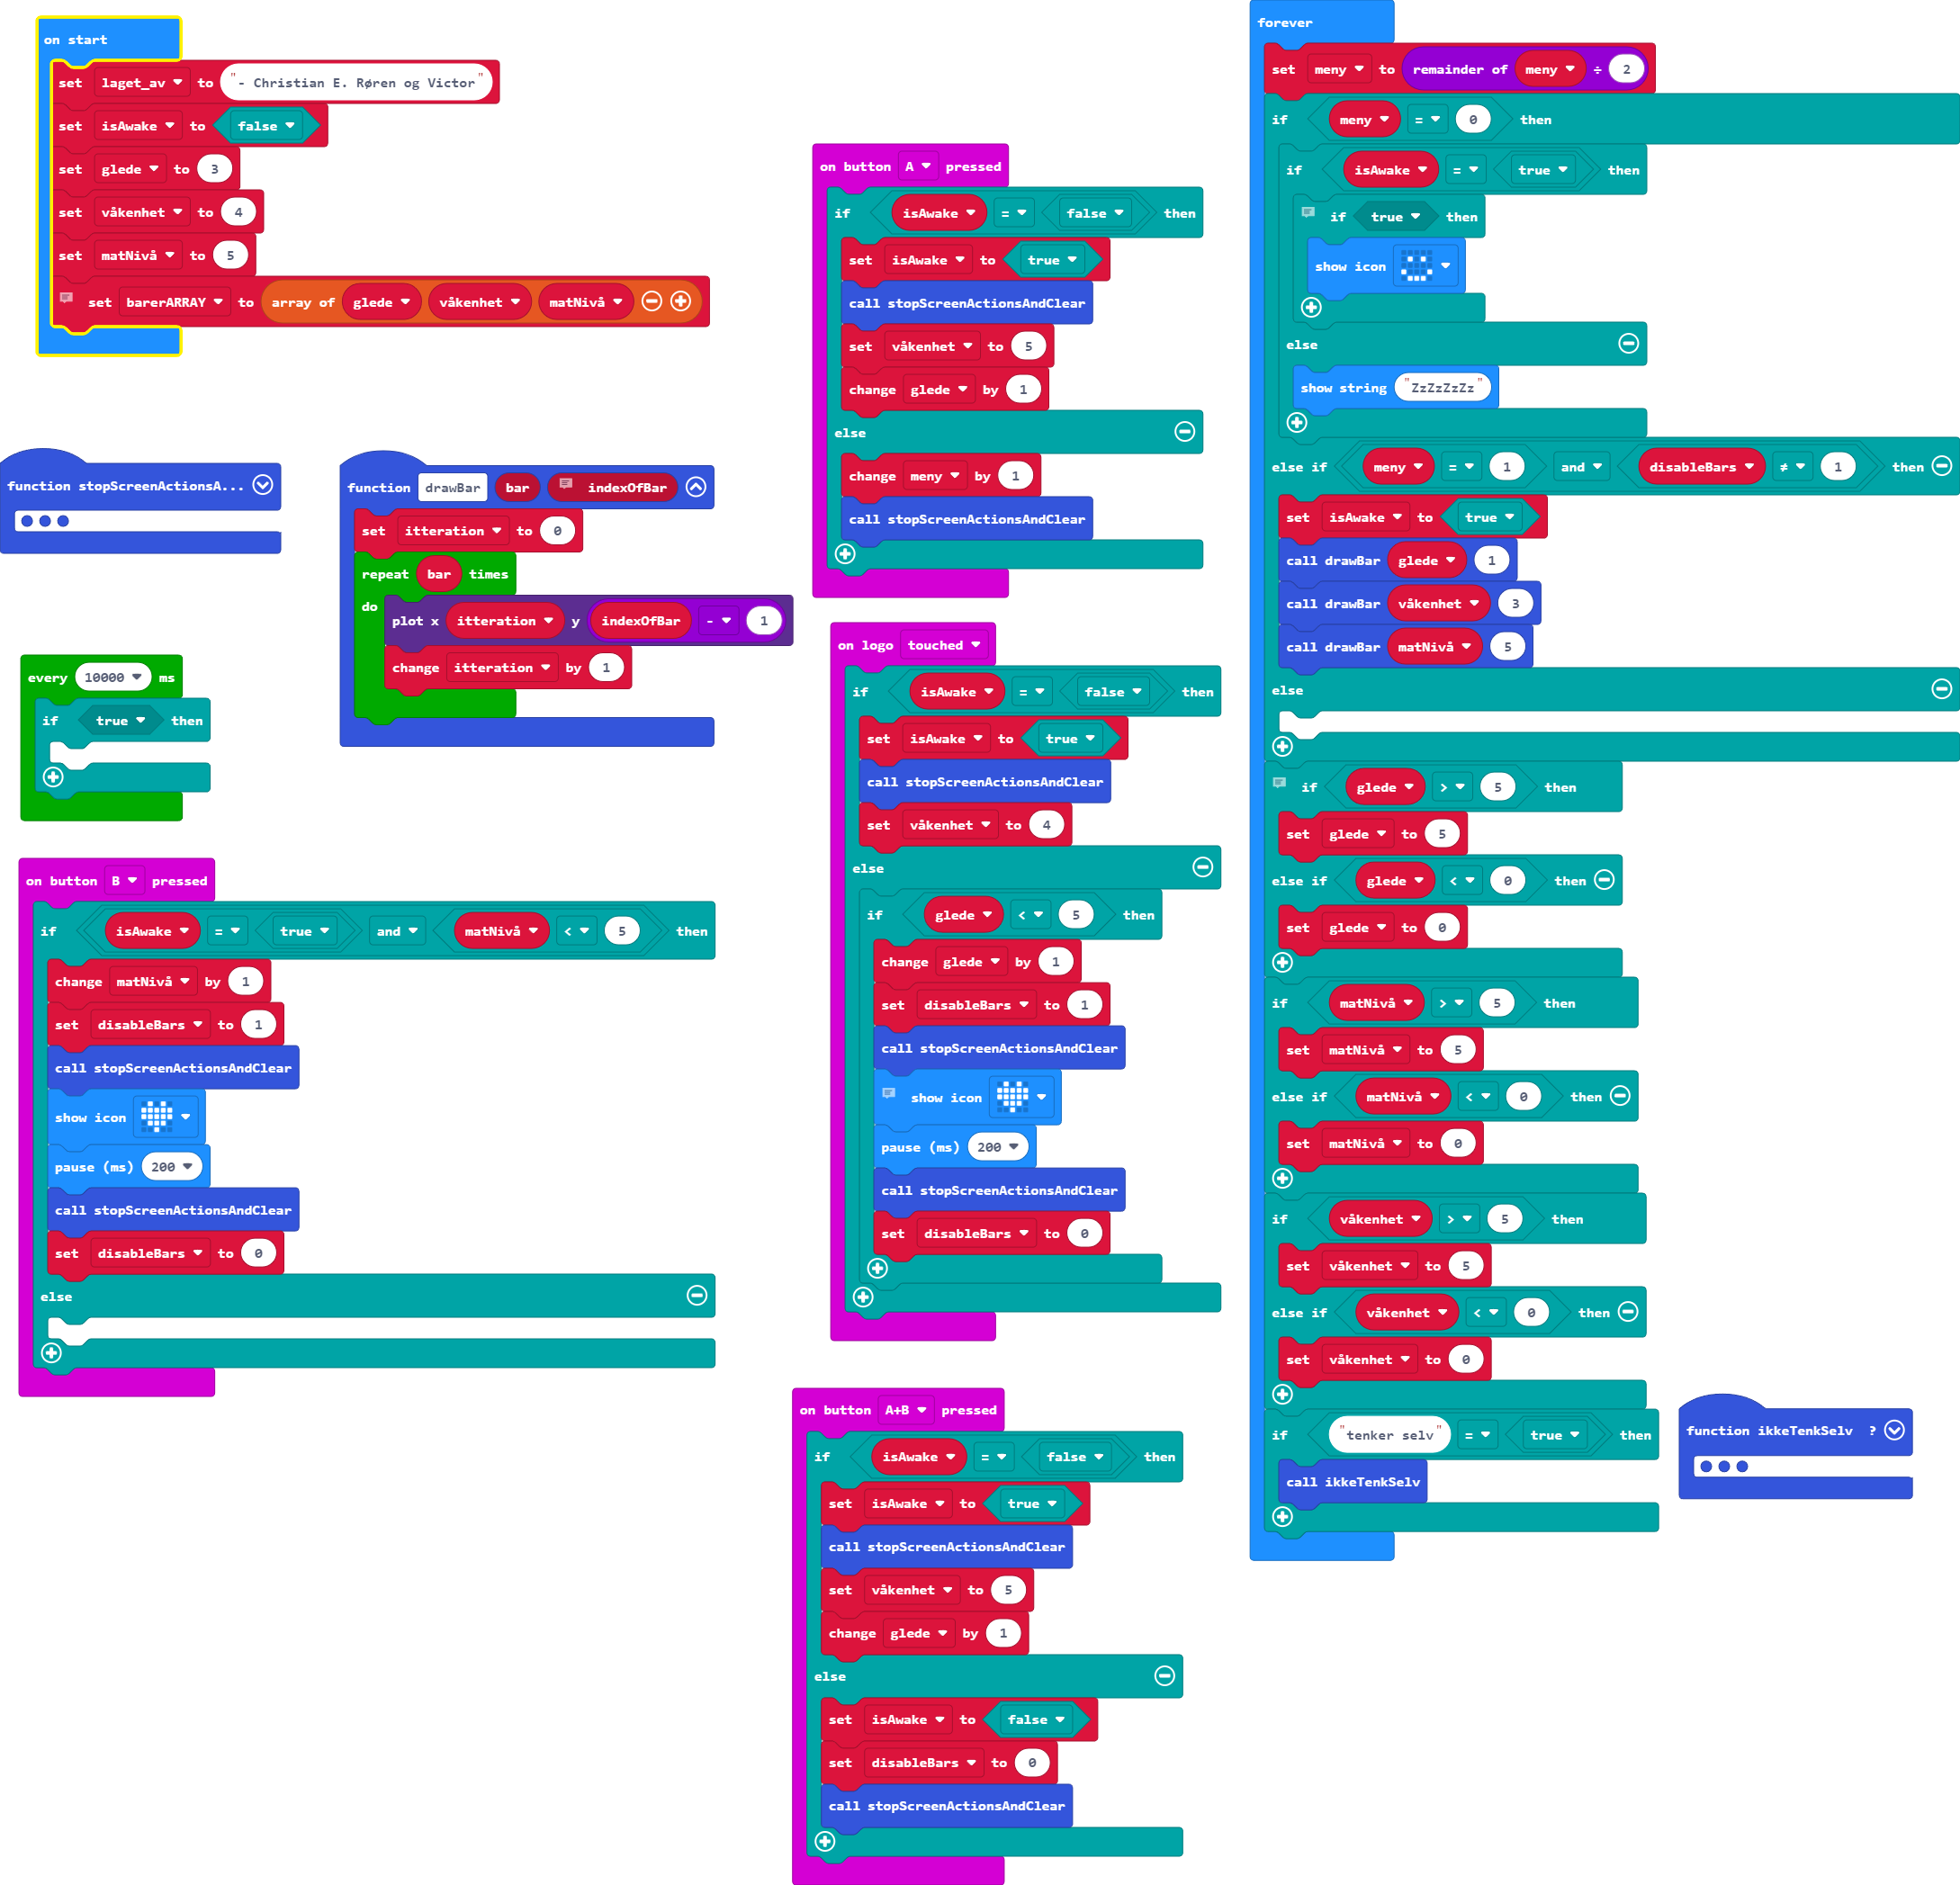 on start
set laget_av to "- Christian E. Røren og Victor"
set isAwake to false
set glede to 3
set våkenhet to 4
set matNivå to 5
set barerARRAY to array of glede våkenhet matNivå
function stopScreenActionsA...
function drawBar bar indexOfBar
set itteration to 0
repeat bar times
do plot x itteration y indexOfBar - 1
change itteration by 1
every 10000 ms
if true then
on button B pressed
if isAwake = true and matNivå < 5 then
change matNivå by 1
set disableBars to 1
call stopScreenActionsAndClear
show icon
pause (ms) 200
call stopScreenActionsAndClear
set disableBars to 0
else
on button A pressed
if isAwake = false then
set isAwake to true
call stopScreenActionsAndClear
set våkenhet to 5
change glede by 1
else
change meny by 1
call stopScreenActionsAndClear
on logo touched
if isAwake = false then
set isAwake to true
call stopScreenActionsAndClear
set våkenhet to 4
else
if glede < 5 then
change glede by 1
set disableBars to 1
call stopScreenActionsAndClear
show icon
pause (ms) 200
call stopScreenActionsAndClear
set disableBars to 0
on button A+B pressed
if isAwake = false then
set isAwake to true
call stopScreenActionsAndClear
set våkenhet to 5
change glede by 1
else
set isAwake to false
set disableBars to 0
call stopScreenActionsAndClear
forever
set meny to remainder of meny ÷ 2
if meny = 0 then
if isAwake = true then
if true then
show icon
else
show string "ZzZzZzZz"
else if meny = 1 and disableBars ≠ 1 then
set isAwake to true
call drawBar glede 1
call drawBar våkenhet 3
call drawBar matNivå 5
else
if glede > 5 then
set glede to 5
else if glede < 0 then
set glede to 0
if matNivå > 5 then
set matNivå to 5
else if matNivå < 0 then
set matNivå to 0
if våkenhet > 5 then
set våkenhet to 5
else if våkenhet < 0 then
set våkenhet to 0
if "tenker selv" = true then
call ikkeTenkSelv
function ikkeTenkSelv ?